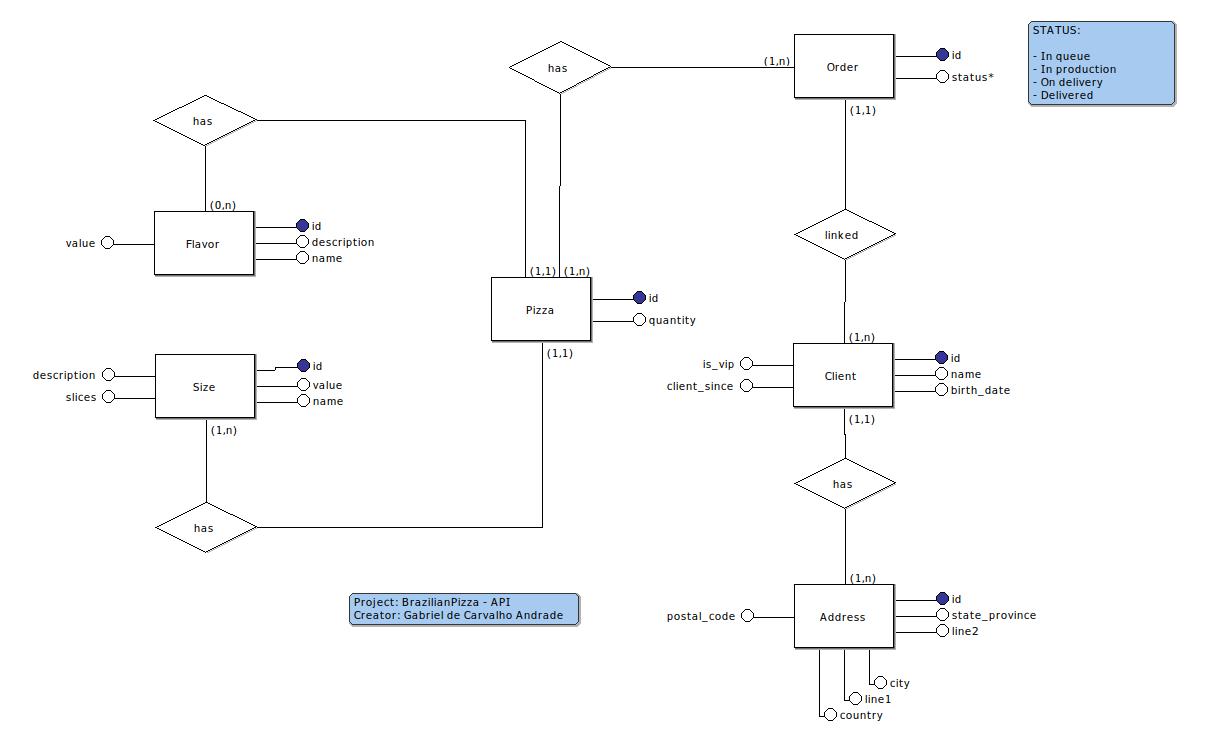 STATUS:
- In queue
- In production
- On delivery
- Delivered
has
(1,n)
Order
id
status*
(1,1)
has
(0,n)
value
Flavor
id
description
name
linked
(1,1)
(1,n)
Pizza
id
quantity
(1,1)
description
slices
Size
id
value
name
(1,n)
(1,n)
is_vip
client_since
Client
id
name
birth_date
(1,1)
has
has
(1,n)
postal_code
Address
id
state_province
line2
city
line1
country
Project: BrazilianPizza - API
Creator: Gabriel de Carvalho Andrade